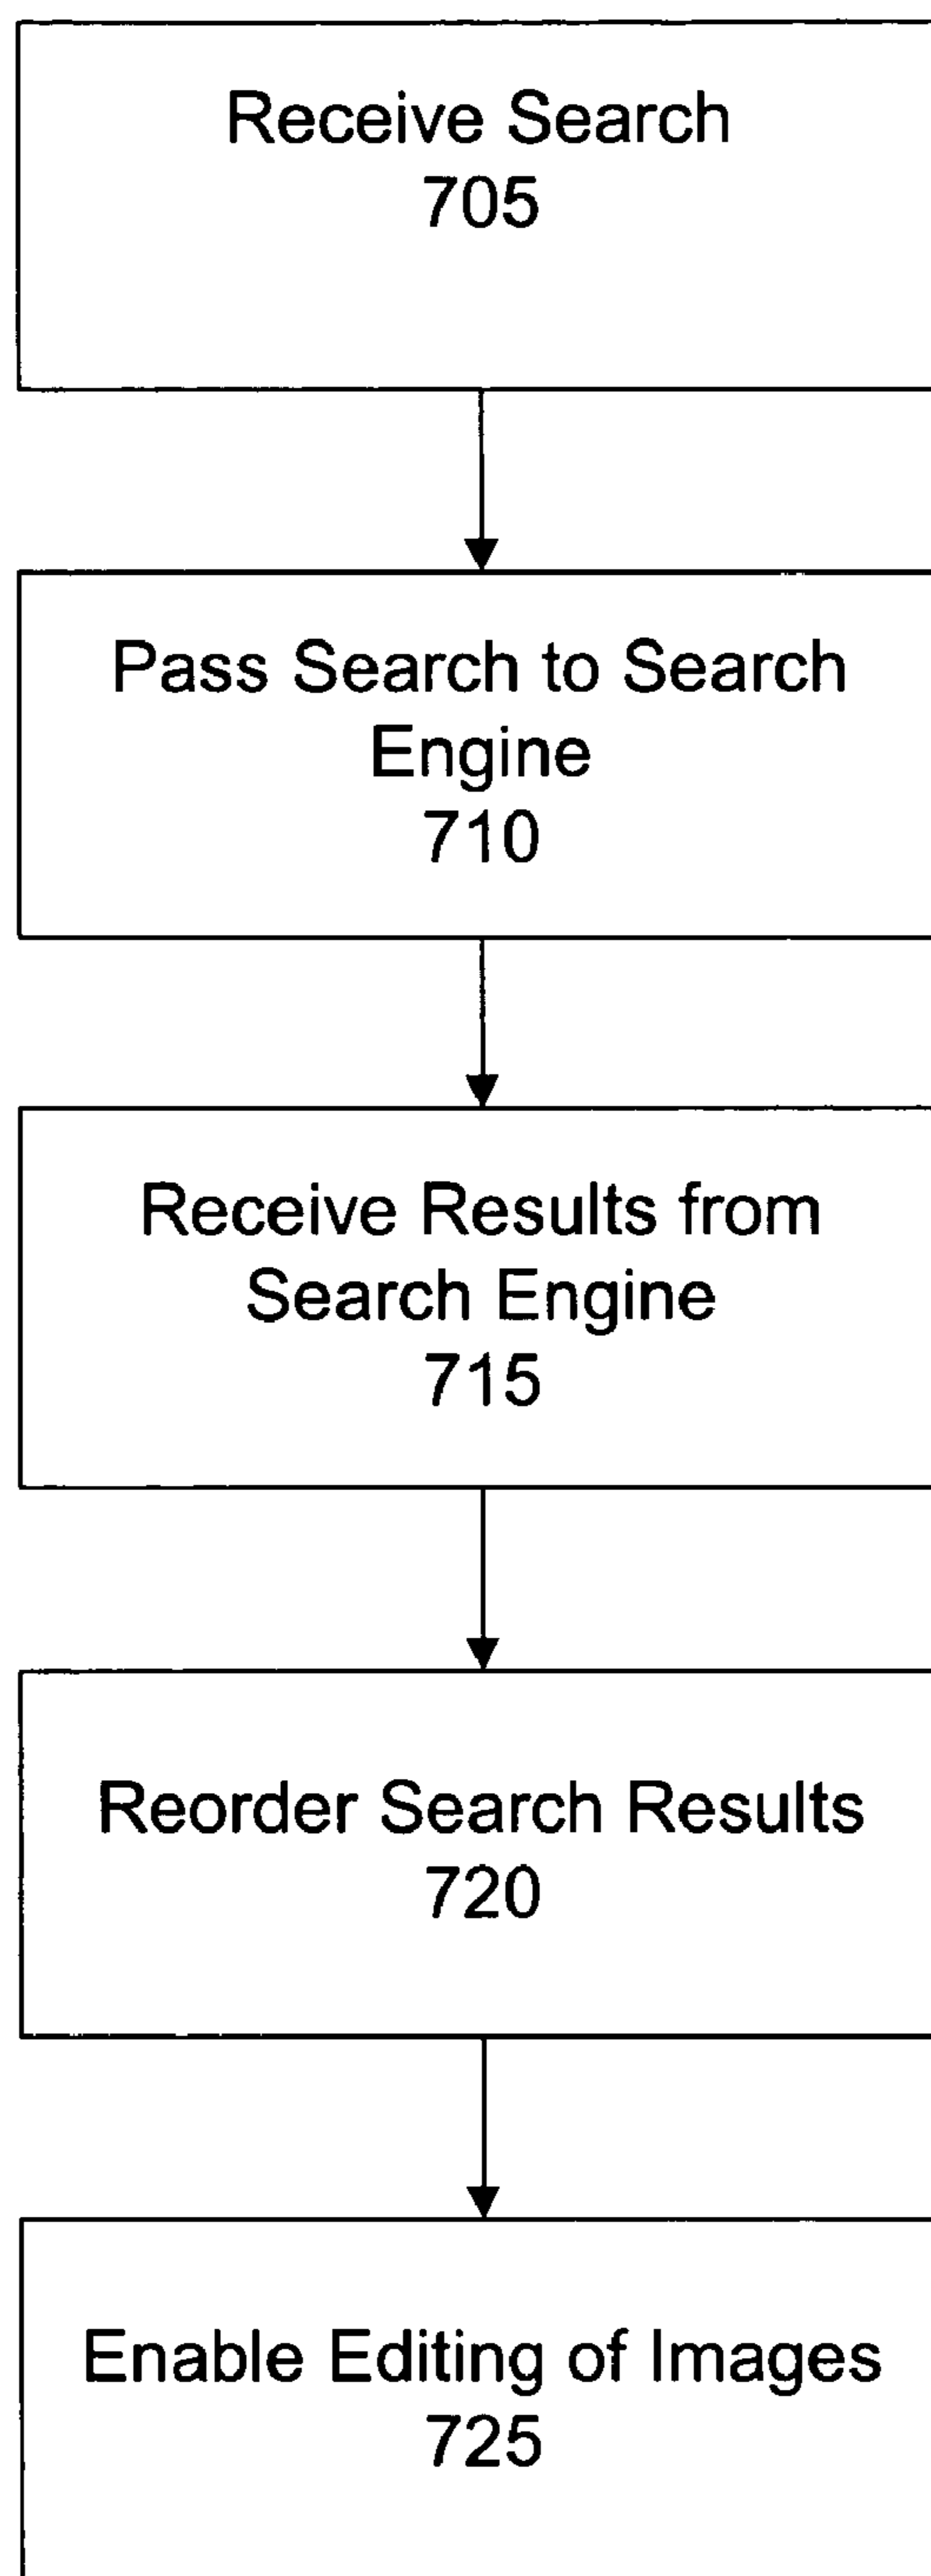 Receive Search
705
Pass Search to Search
Engine
710
Receive Results from
Search Engine
715
Reorder Search Results
720
Enable Editing of Images
725